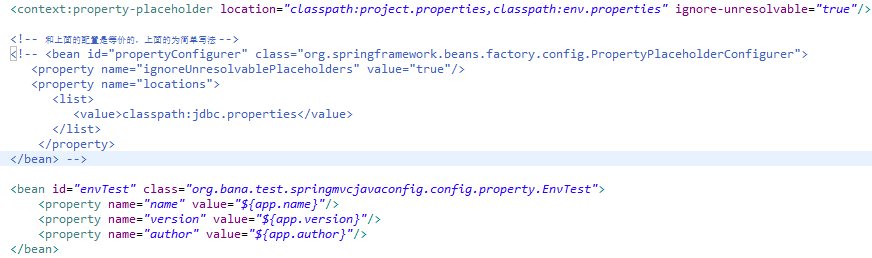 <context:property-placeholder location="classpath:project.properties,classpath:env.properties" ignore-unresolvable="true"/>
<!-- 和上面的配置是等价的，上面的为简单写法 -->
<!-- <bean id="propertyConfigurer" class="org.springframework.beans.factory.config.PropertyPlaceholderConfigurer">
<property name="ignoreUnresolvablePlaceholders" value="true"/>
<property name="locations">
<list>
<value>classpath:jdbc.properties</value>
</list>
</property>
</bean> -->
<bean id="envTest" class="org.bana.test.springmvcjavaconfig.config.property.EnvTest">
<property name="name" value="${app.name}"/>
<property name="version" value="${app.version}"/>
<property name="author" value="${app.author}"/>
</bean>